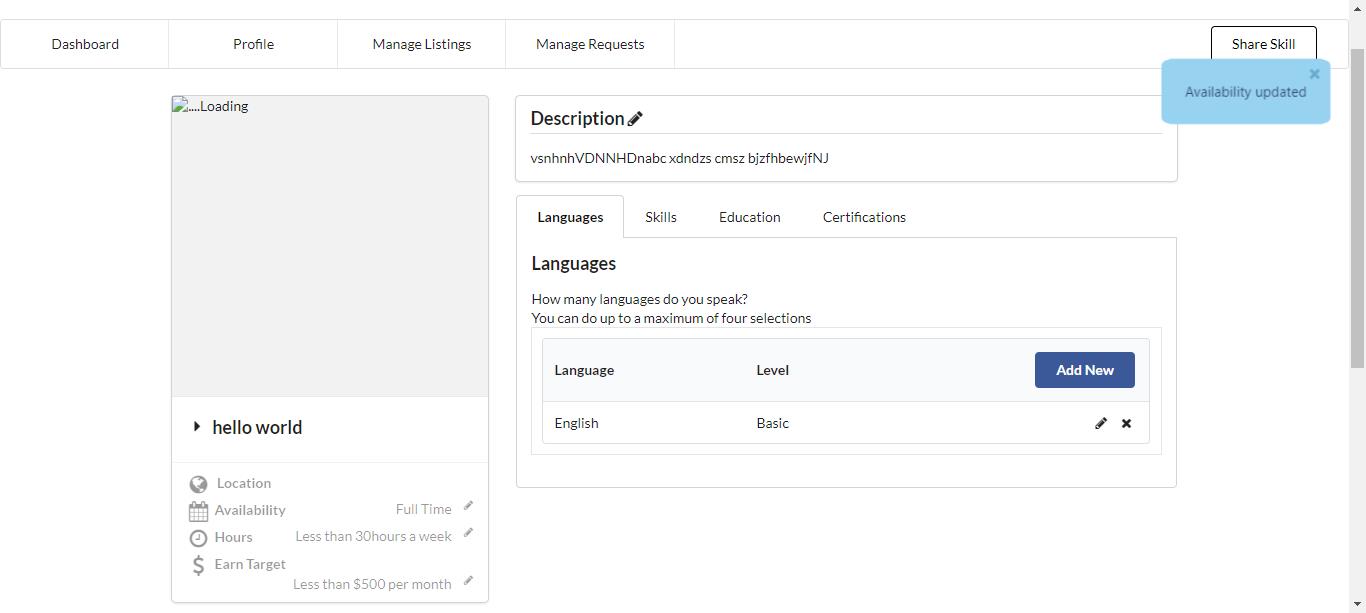 Dashboard
Profile
Manage Listings
Manage Requests
Share Skill
Availability updated
....Loading
hello world
Location
Availability Full Time
Hours Less than 30hours a week
Earn Target
Less than $500 per month
Description
vsnhnhVDNNHDnabc xdndzs cmsz bjzfhbewjfNJ
Languages Skills Education Certifications
Languages
How many languages do you speak?
You can do up to a maximum of four selections
Language Level Add New
English Basic